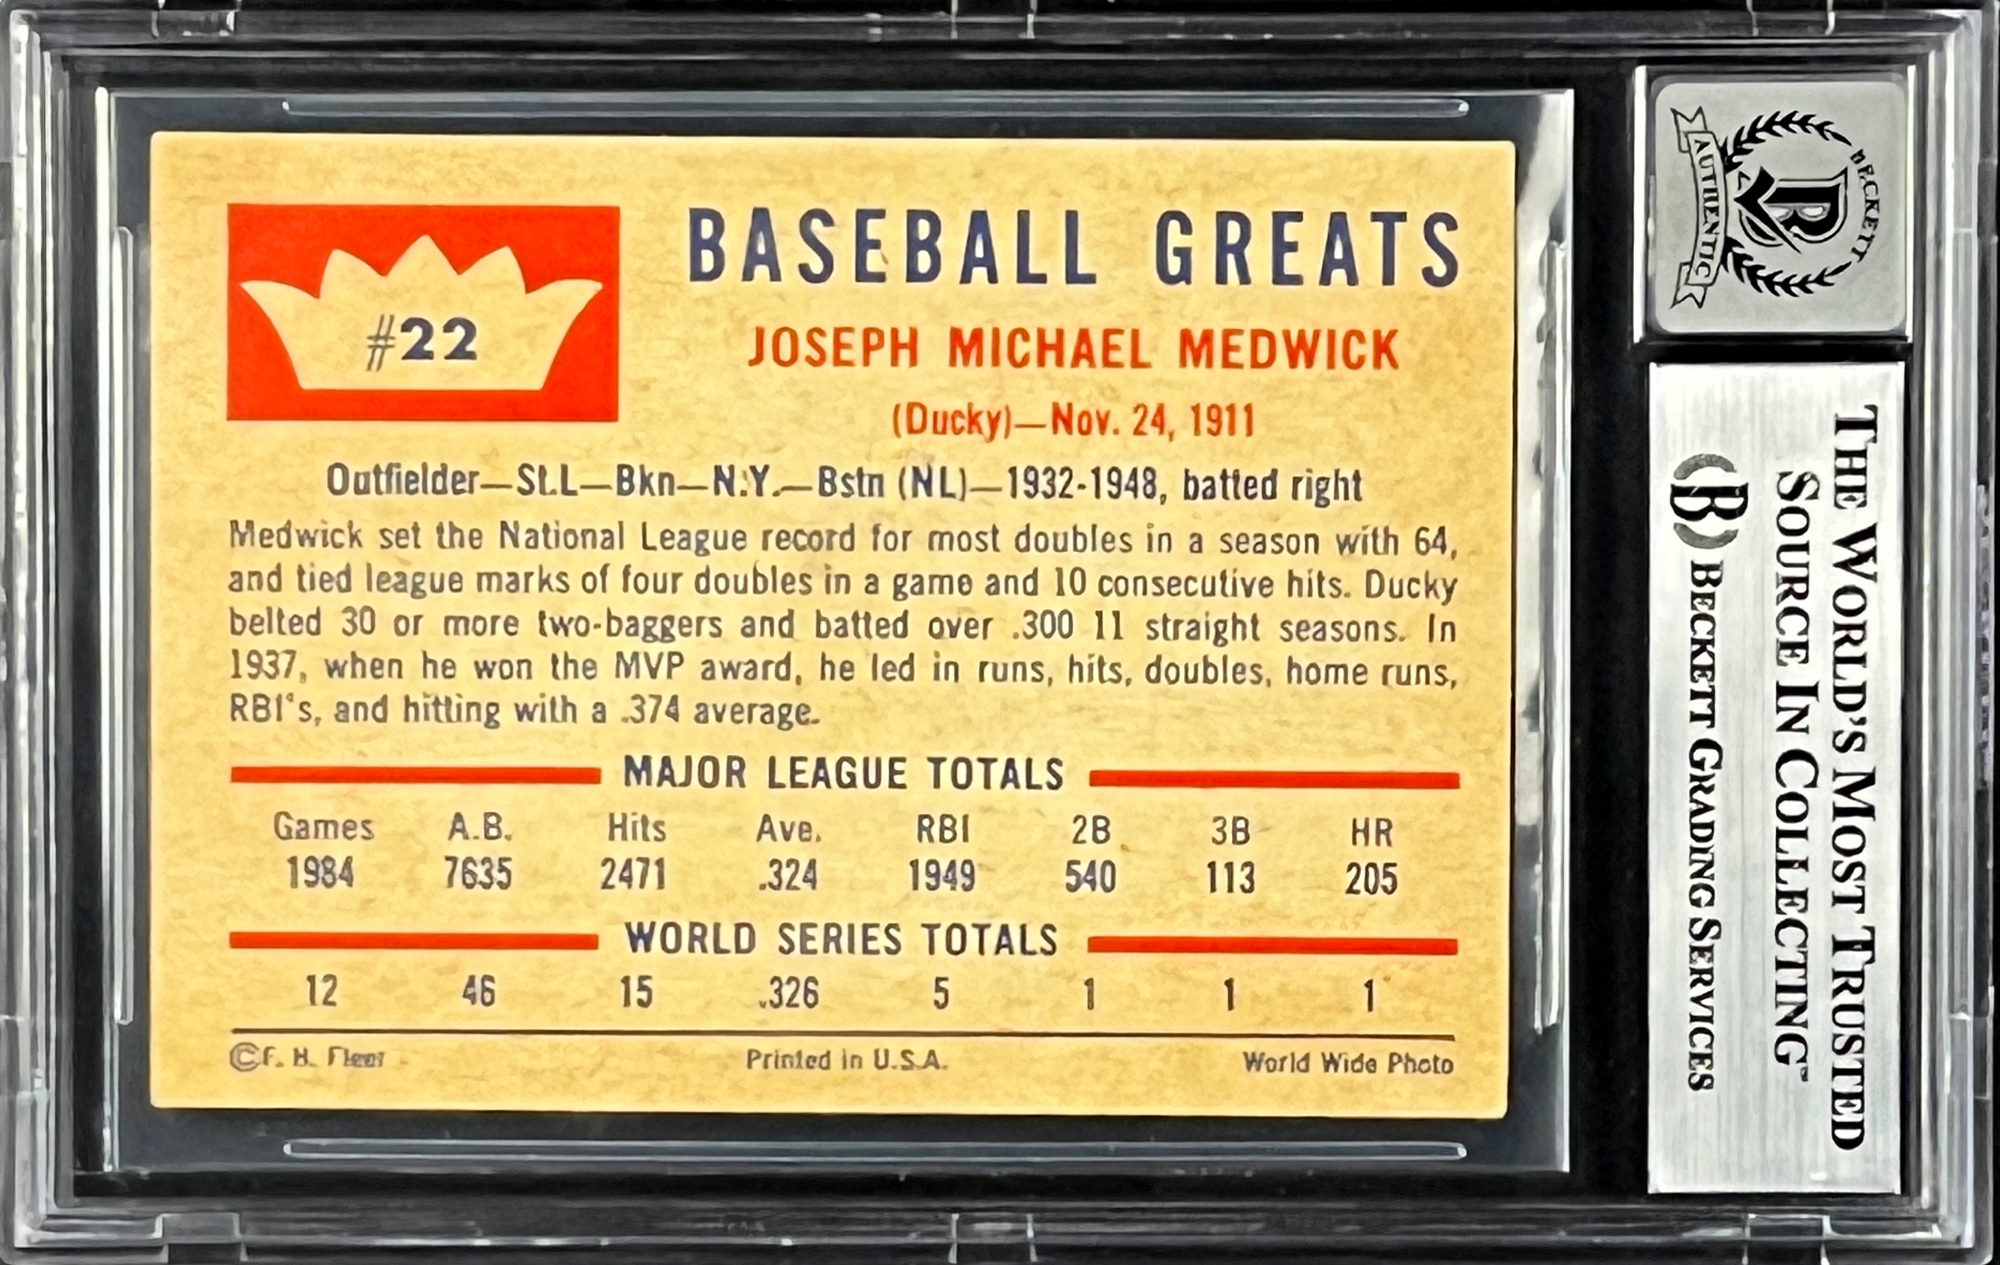 #22
BASEBALL GREATS
JOSEPH MICHAEL MEDWICK
(Ducky)—Nov. 24, 1911
Outfielder—St.L—Bkn—N.Y.—Bstn (NL)—1932-1948, batted right
Medwick set the National League record for most doubles in a season with 64,
and tied league marks of four doubles in a game and 10 consecutive hits. Ducky
belted 30 or more two-baggers and batted over .300 11 straight seasons. In
1937, when he won the MVP award, he led in runs, hits, doubles, home runs,
RBI's, and hitting with a .374 average.
MAJOR LEAGUE TOTALS
Games A.B. Hits Ave. RBI 2B 3B HR
1984 7635 2471 .324 1949 540 113 205
WORLD SERIES TOTALS
12 46 15 .326 5 1 1 1
©F. H. Fleer Printed in U.S.A. World Wide Photo
BECKETT
AUTHENTIC
THE WORLD'S MOST TRUSTED
SOURCE IN COLLECTING
BECKETT GRADING SERVICES